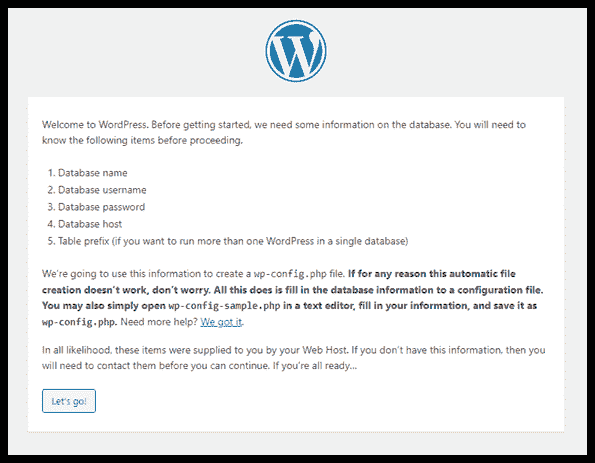 Welcome to WordPress. Before getting started, we need some information on the database. You will need to
know the following items before proceeding.
1. Database name
2. Database username
3. Database password
4. Database host
5. Table prefix (if you want to run more than one WordPress in a single database)
We're going to use this information to create a wp-config.php file. If for any reason this automatic file
creation doesn't work, don't worry. All this does is fill in the database information to a configuration file.
You may also simply open wp-config-sample.php in a text editor, fill in your information, and save it as
wp-config.php. Need more help? We got it.
In all likelihood, these items were supplied to you by your Web Host. If you don't have this information, then you
will need to contact them before you can continue. If you're all ready…
Let's go!